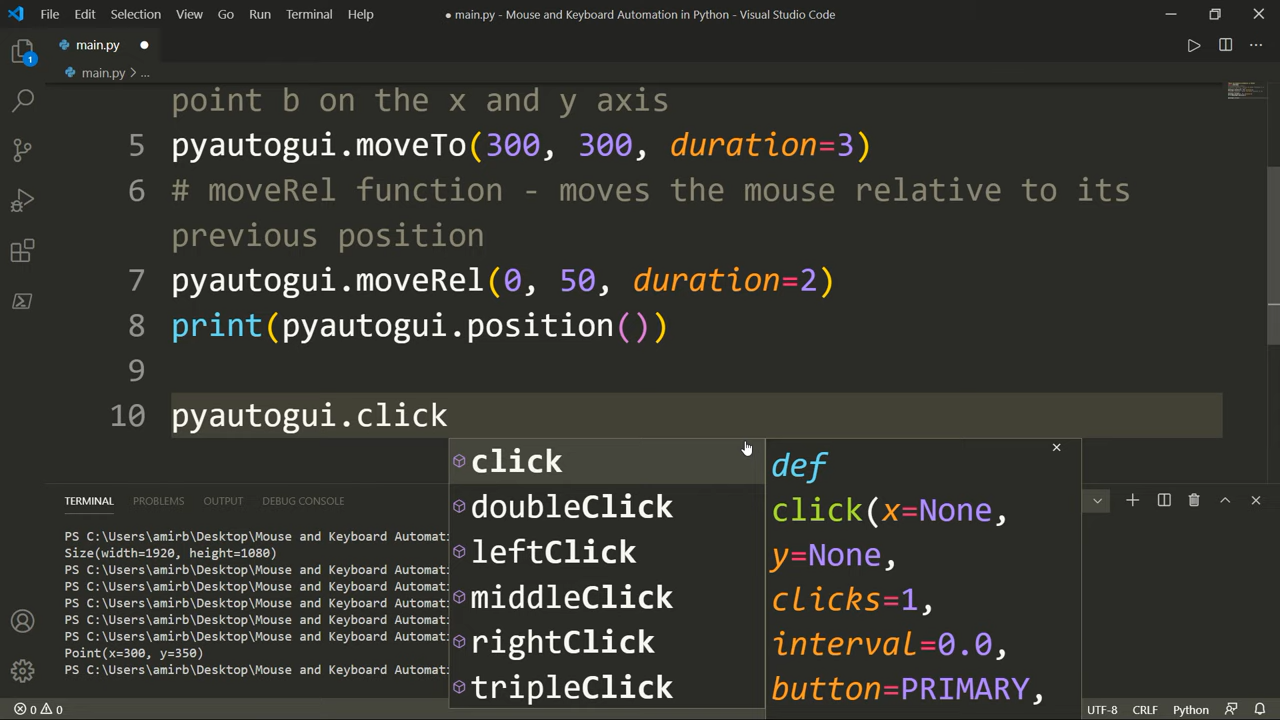 File Edit Selection View Go Run Terminal Help ● main.py - Mouse and Keyboard Automation in Python - Visual Studio Code
main.py
main.py > ...
point b on the x and y axis
5 pyautogui.moveTo(300, 300, duration=3)
6 # moveRel function - moves the mouse relative to its
previous position
7 pyautogui.moveRel(0, 50, duration=2)
8 print(pyautogui.position())
9
10 pyautogui.click
click
doubleClick
leftClick
middleClick
rightClick
tripleClick
def
click(x=None,
y=None,
clicks=1,
interval=0.0,
button=PRIMARY,
TERMINAL PROBLEMS OUTPUT DEBUG CONSOLE
PS C:\Users\amirb\Desktop\Mouse and Keyboard Automati
Size(width=1920, height=1080)
PS C:\Users\amirb\Desktop\Mouse and Keyboard Automati
PS C:\Users\amirb\Desktop\Mouse and Keyboard Automati
PS C:\Users\amirb\Desktop\Mouse and Keyboard Automati
PS C:\Users\amirb\Desktop\Mouse and Keyboard Automati
PS C:\Users\amirb\Desktop\Mouse and Keyboard Automati
Point(x=300, y=350)
PS C:\Users\amirb\Desktop\Mouse and Keyboard Automati
1
0 0 UTF-8 CRLF Python